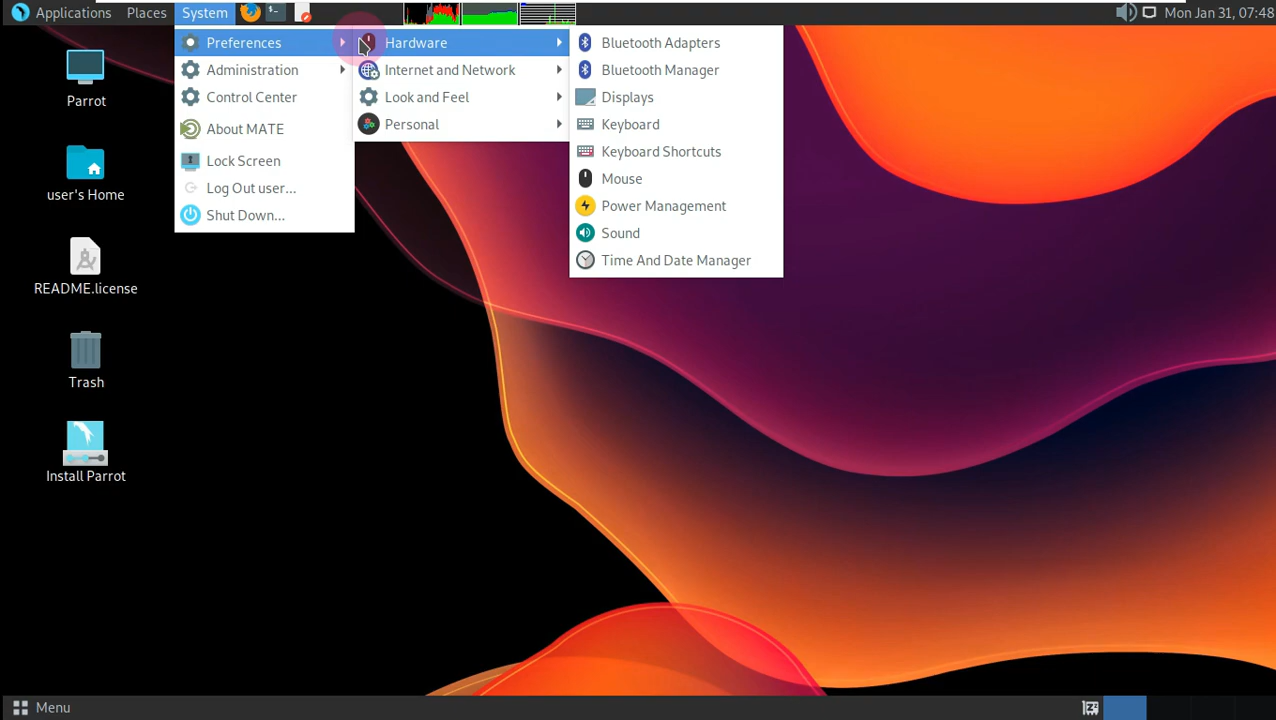 Applications Places System Mon Jan 31, 07:48
Preferences
Administration
Control Center
About MATE
Lock Screen
Log Out user...
Shut Down...
Hardware
Internet and Network
Look and Feel
Personal
Bluetooth Adapters
Bluetooth Manager
Displays
Keyboard
Keyboard Shortcuts
Mouse
Power Management
Sound
Time And Date Manager
Parrot
user's Home
README.license
Trash
Install Parrot
Menu